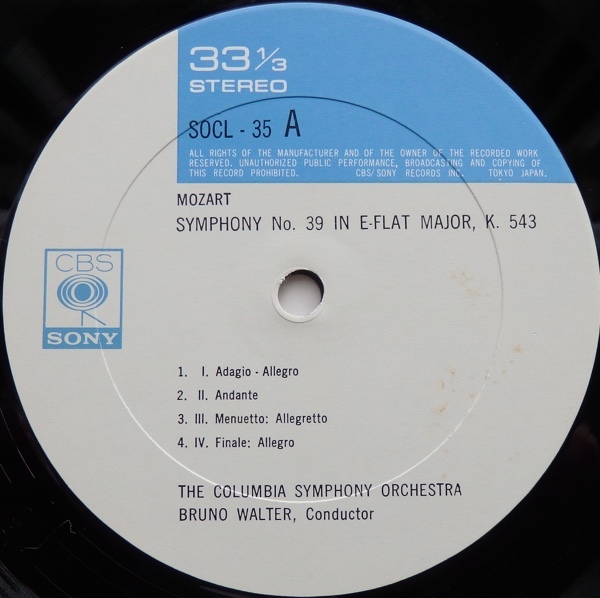 33 1/3
STEREO
SOCL - 35 A
ALL RIGHTS OF THE MANUFACTURER AND OF THE OWNER OF THE RECORDED WORK
RESERVED. UNAUTHORIZED PUBLIC PERFORMANCE, BROADCASTING AND COPYING OF
THIS RECORD PROHIBITED. CBS/SONY RECORDS INC. TOKYO JAPAN.
MOZART
SYMPHONY No. 39 IN E-FLAT MAJOR, K. 543
CBS
SONY
1. I. Adagio - Allegro
2. II. Andante
3. III. Menuetto: Allegretto
4. IV. Finale: Allegro
THE COLUMBIA SYMPHONY ORCHESTRA
BRUNO WALTER, Conductor